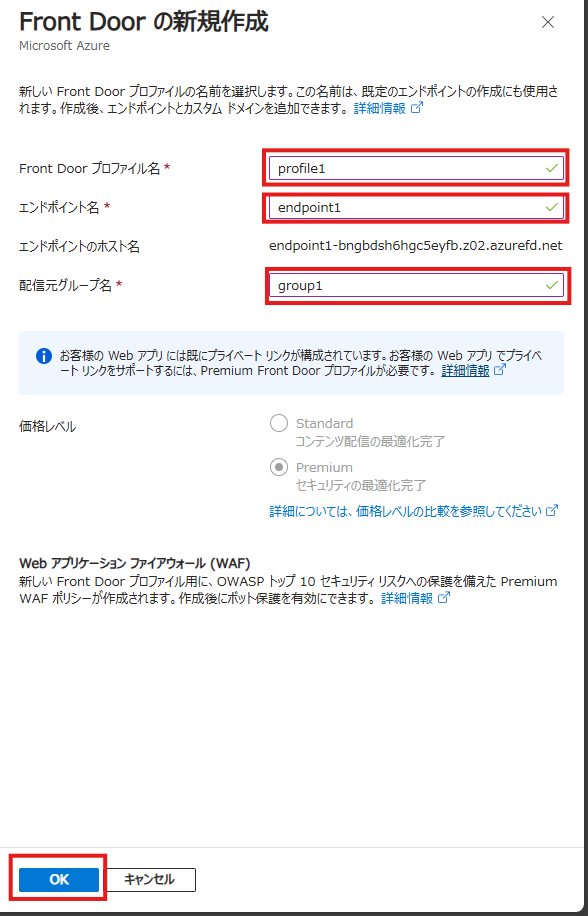 Front Door の新規作成
Microsoft Azure
新しい Front Door プロファイルの名前を選択します。この名前は、既定のエンドポイントの作成にも使用さ
れます。作成後、エンドポイントとカスタム ドメインを追加できます。 詳細情報
Front Door プロファイル名 *
profile1
エンドポイント名 *
endpoint1
エンドポイントのホスト名
endpoint1-bngbdsh6hgc5eyfb.z02.azurefd.net
配信元グループ名 *
group1
お客様の Web アプリ には既にプライベート リンクが構成されています。お客様の Web アプリ でプライベ
ート リンクをサポートするには、Premium Front Door プロファイルが必要です。 詳細情報
価格レベル
Standard
コンテンツ配信の最適化完了
Premium
セキュリティの最適化完了
詳細については、価格レベルの比較を参照してください
Web アプリケーション ファイアウォール (WAF)
新しい Front Door プロファイル用に、OWASP トップ 10 セキュリティ リスクへの保護を備えた Premium
WAF ポリシーが作成されます。作成後にボット保護を有効にできます。 詳細情報
OK
キャンセル